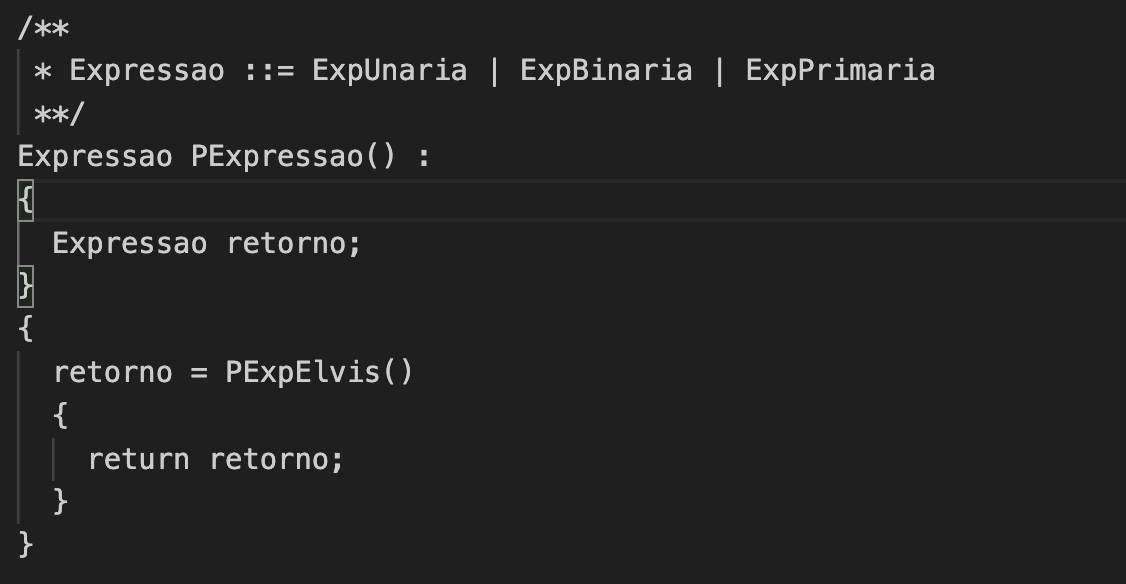 /**
 * Expressao ::= ExpUnaria | ExpBinaria | ExpPrimaria
 **/
Expressao PExpressao() :
{
  Expressao retorno;
}
{
  retorno = PExpElvis()
  {
    return retorno;
  }
}